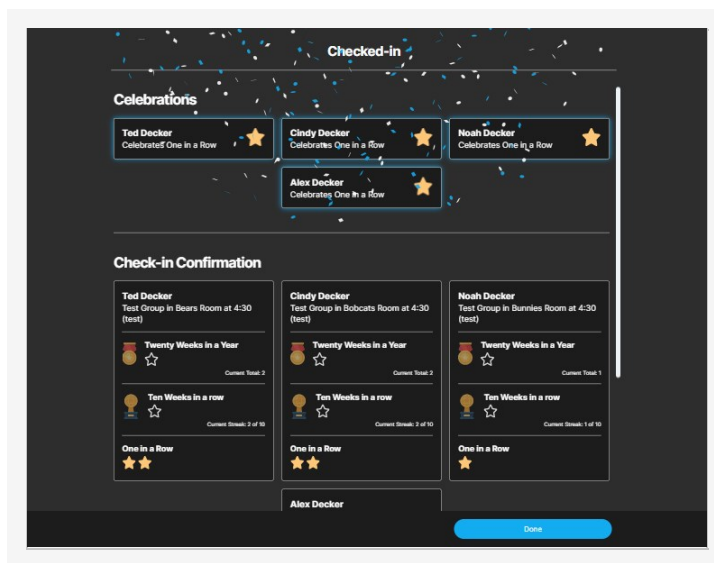 Checked-in
Celebrations
Ted Decker
Celebrates One in a Row
Cindy Decker
Celebrates One in a Row
Noah Decker
Celebrates One in a Row
Alex Decker
Celebrates One in a Row
Check-in Confirmation
Ted Decker
Test Group in Bears Room at 4:30
(test)
Twenty Weeks in a Year
Current Total: 2
Ten Weeks in a row
Current Streak: 2 of 10
One in a Row
Cindy Decker
Test Group in Bobcats Room at 4:30
(test)
Twenty Weeks in a Year
Current Total: 2
Ten Weeks in a row
Current Streak: 2 of 10
One in a Row
Noah Decker
Test Group in Bunnies Room at 4:30
(test)
Twenty Weeks in a Year
Current Total: 1
Ten Weeks in a row
Current Streak: 1 of 10
One in a Row
Alex Decker
Done